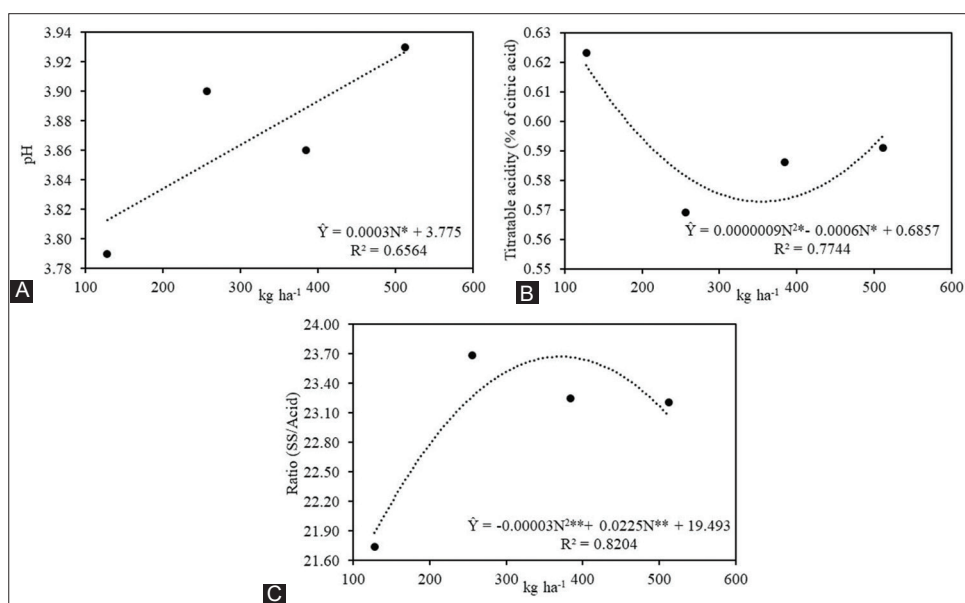 3.94
3.92
3.90
3.88
3.86
3.84
3.82
3.80
3.78
pH
Ŷ = 0.0003N* + 3.775
R² = 0.6564
100 200 300 400 500 600
kg ha⁻¹
A
0.63
0.62
0.61
0.60
0.59
0.58
0.57
0.56
0.55
Titratable acidity (% of citric acid)
Ŷ = 0.0000009N²*- 0.0006N* + 0.6857
R² = 0.7744
100 200 300 400 500 600
kg ha⁻¹
B
24.00
23.70
23.40
23.10
22.80
22.50
22.20
21.90
21.60
Ratio (SS/Acid)
Ŷ = -0.00003N²**+ 0.0225N** + 19.493
R² = 0.8204
100 200 300 400 500 600
kg ha⁻¹
C